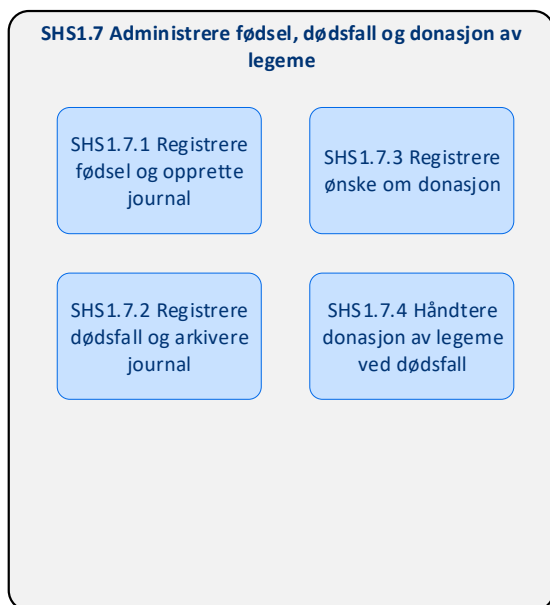 SHS1.7 Administrere fødsel, dødsfall og donasjon av
legeme
SHS1.7.1 Registrere
fødsel og opprette
journal
SHS1.7.3 Registrere
ønske om donasjon
SHS1.7.2 Registrere
dødsfall og arkivere
journal
SHS1.7.4 Håndtere
donasjon av legeme
ved dødsfall